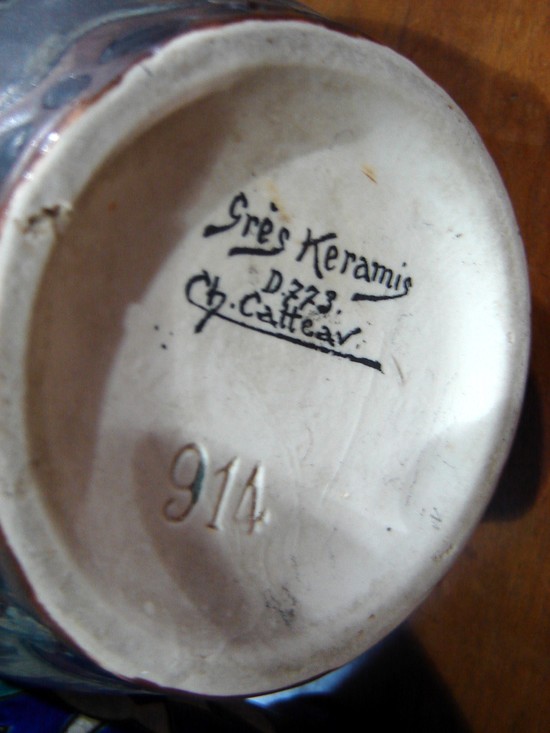 Grès Keramis
D.773.
Ch. Catteau.
914